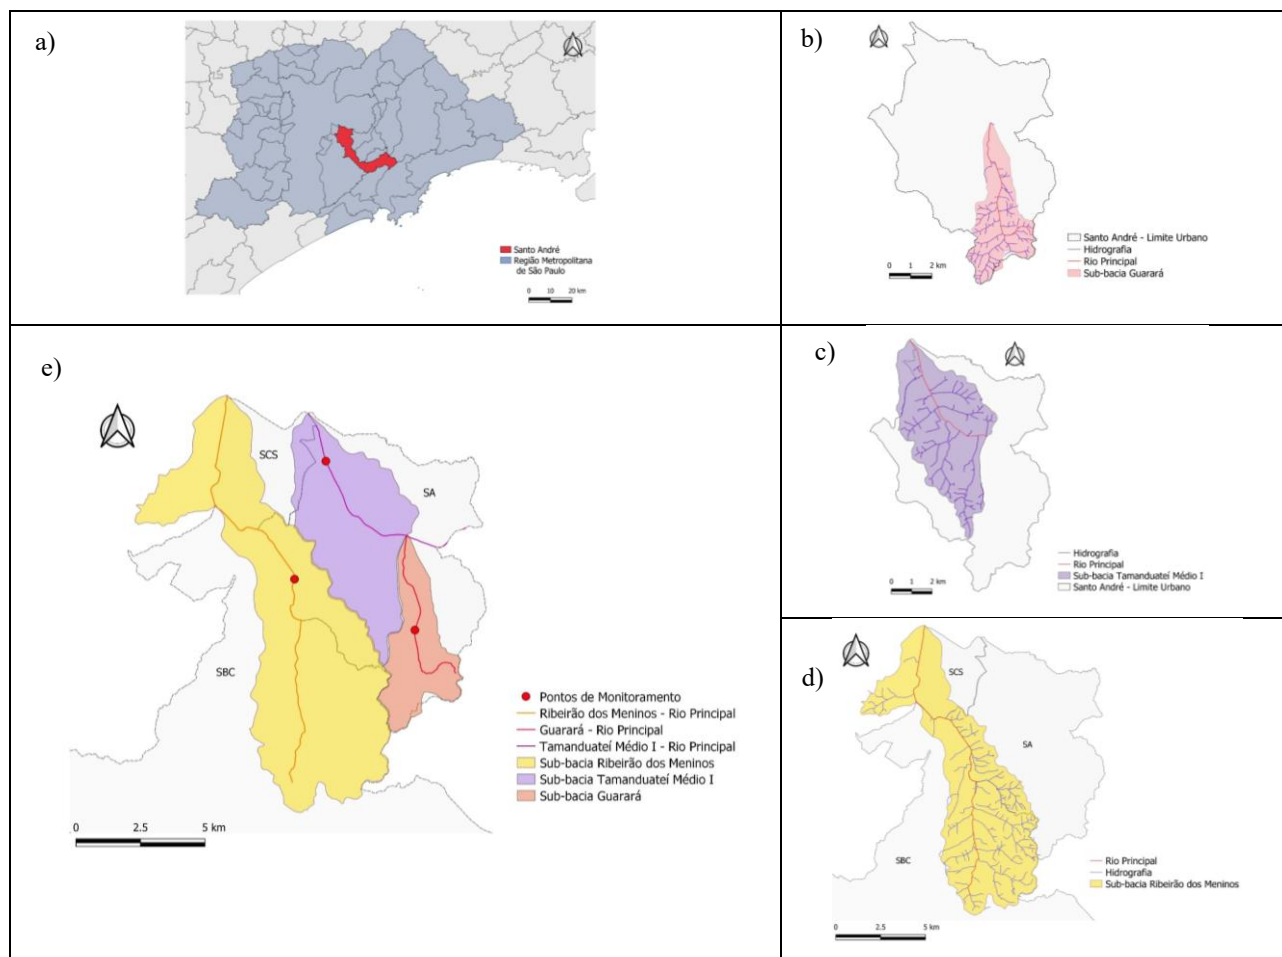 a)
Santo André
Região Metropolitana
de São Paulo
0 10 20 km
b)
Santo André - Limite Urbano
Hidrografia
Rio Principal
Sub-bacia Guarará
0 1 2 km
e)
SCS
SA
SBC
Pontos de Monitoramento
Ribeirão dos Meninos - Rio Principal
Guarará - Rio Principal
Tamanduateí Médio I - Rio Principal
Sub-bacia Ribeirão dos Meninos
Sub-bacia Tamanduateí Médio I
Sub-bacia Guarará
0 2.5 5 km
c)
Hidrografia
Rio Principal
Sub-bacia Tamanduateí Médio I
Santo André - Limite Urbano
0 1 2 km
d)
SCS
SA
SBC
Rio Principal
Hidrografia
Sub-bacia Ribeirão dos Meninos
0 2.5 5 km